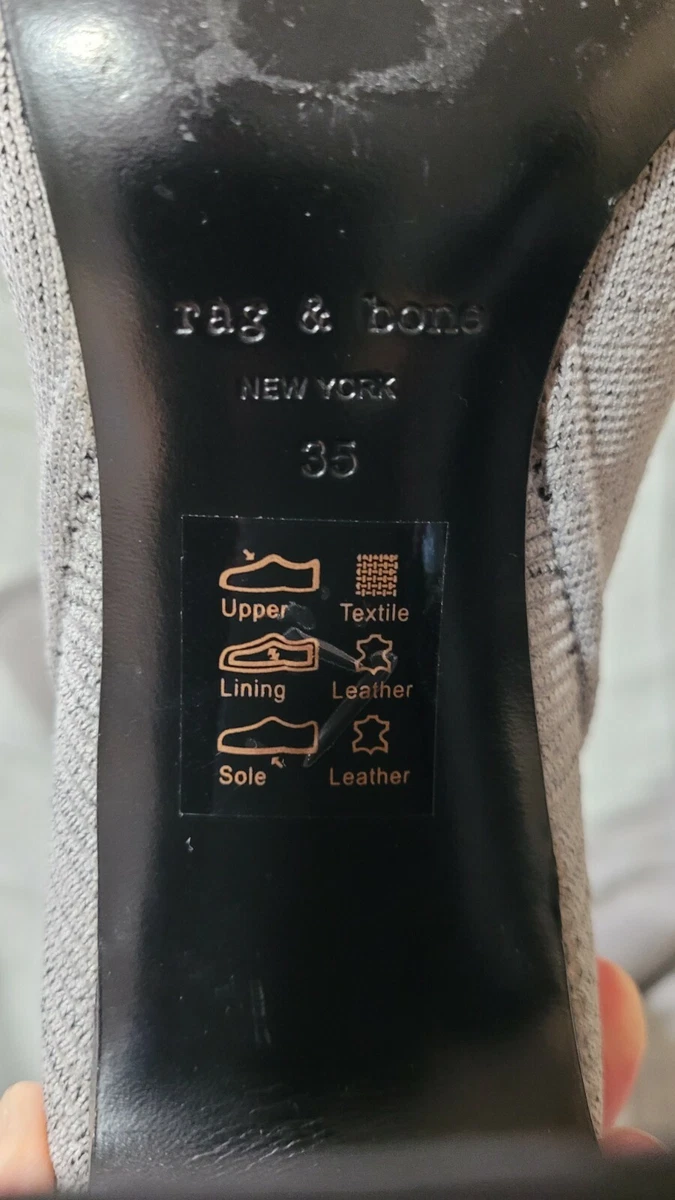 rag & bone
NEW YORK
35
Upper Textile
Lining Leather
Sole Leather